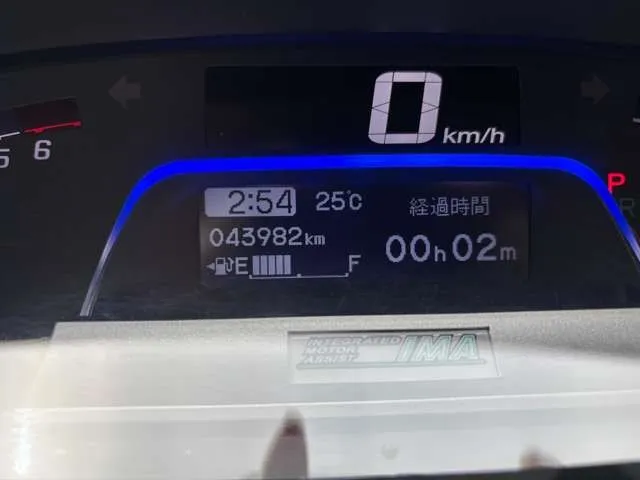 0 km/h
5 6
P
R
2:54 25°C
経過時間
043982km
00h02m
E F
INTEGRATED
MOTOR
ASSIST
IMA